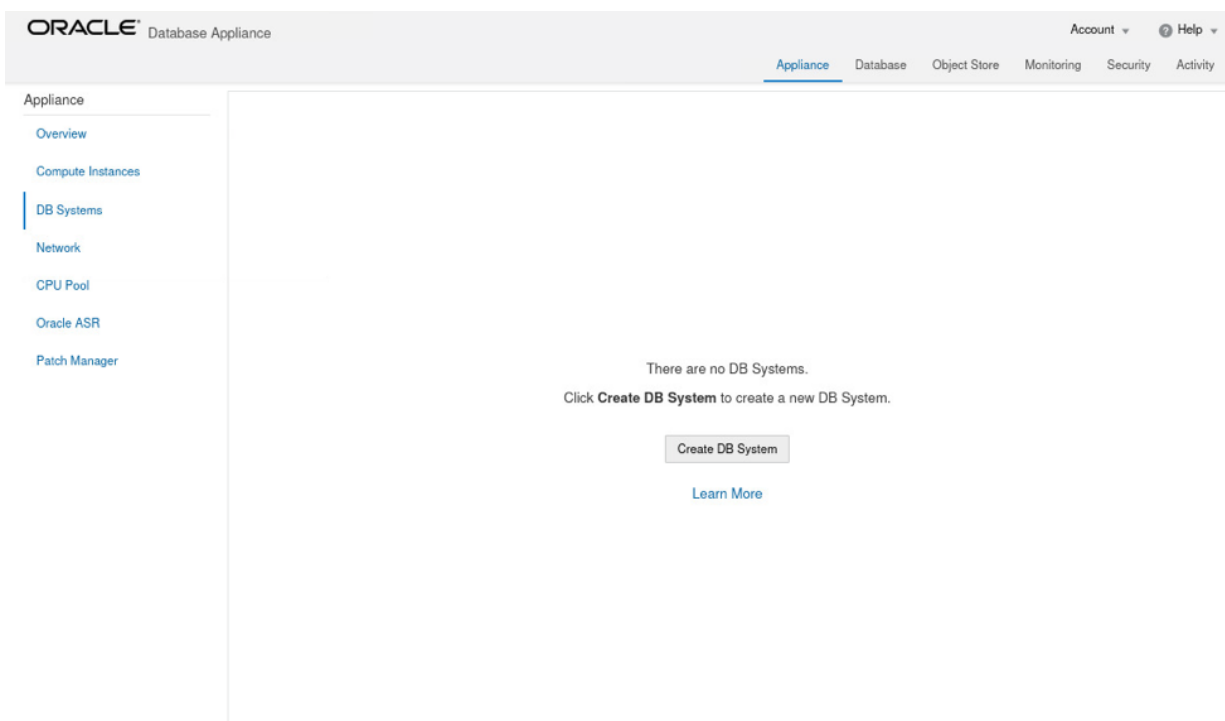 ORACLE® Database Appliance
Account Help
Appliance Database Object Store Monitoring Security Activity
Appliance
Overview
Compute Instances
DB Systems
Network
CPU Pool
Oracle ASR
Patch Manager
There are no DB Systems.
Click Create DB System to create a new DB System.
Create DB System
Learn More